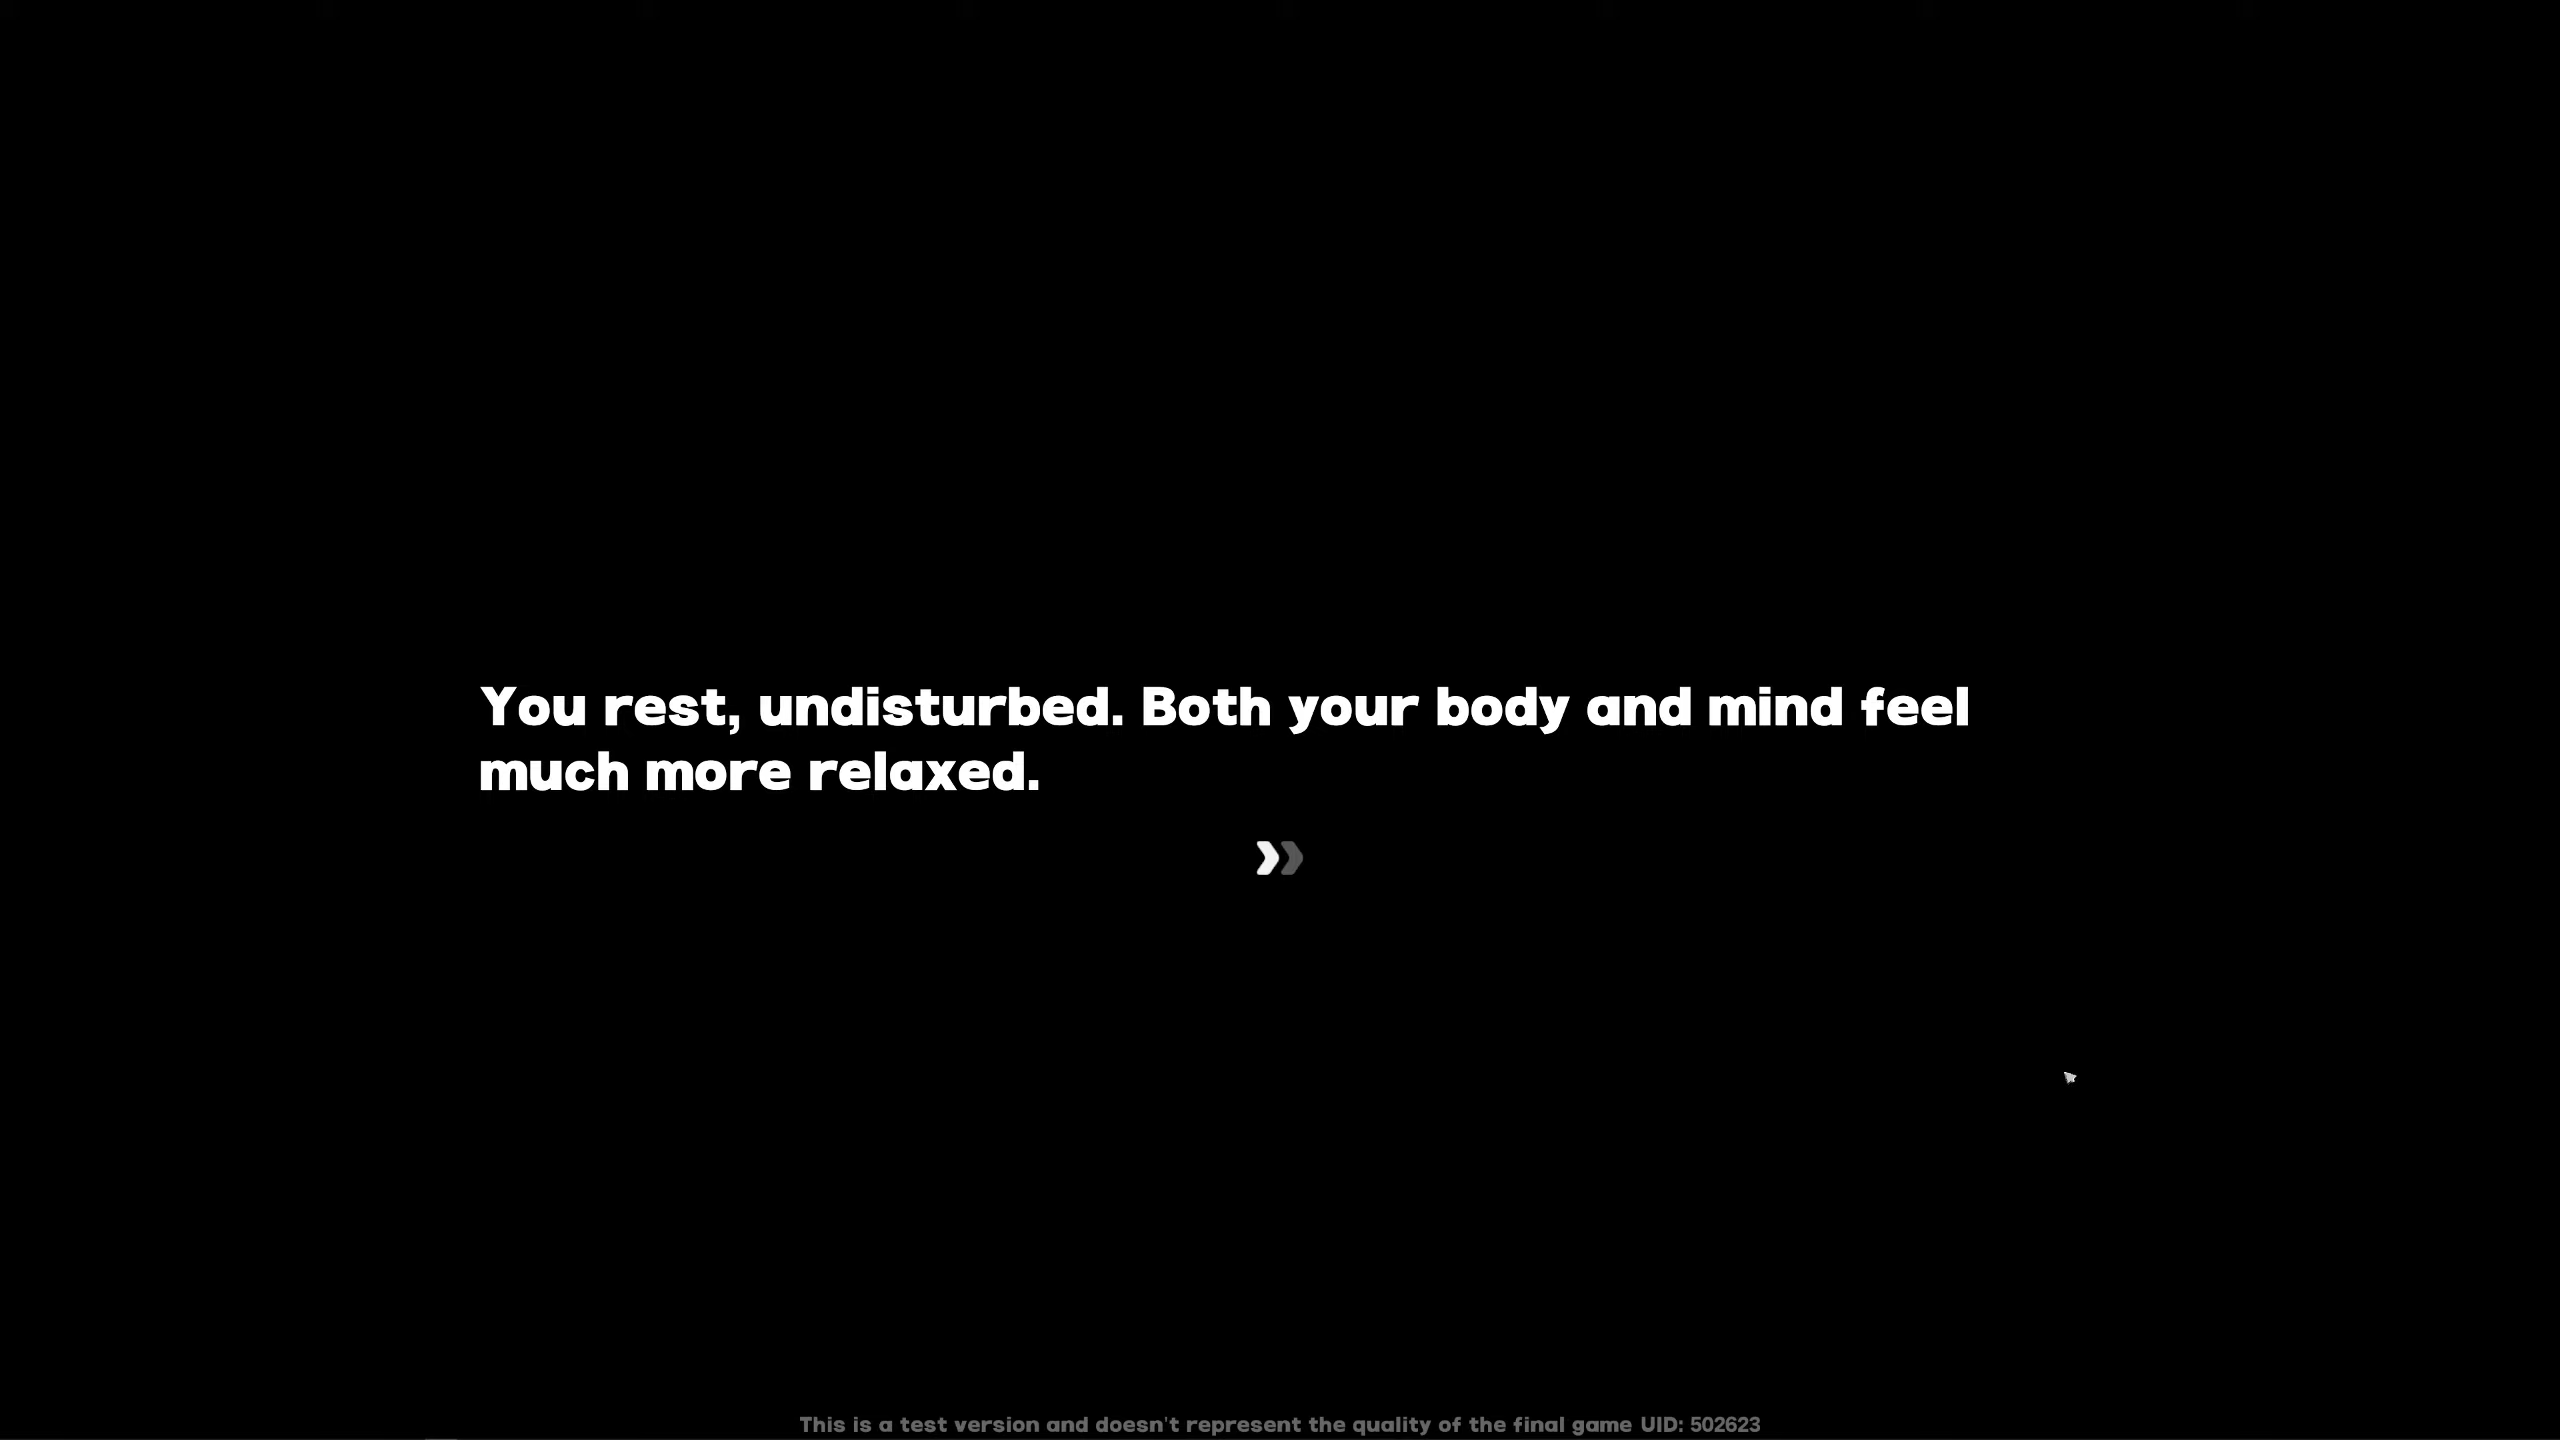 You rest, undisturbed. Both your body and mind feel
much more relaxed.
This is a test version and doesn't represent the quality of the final game UID: 502623